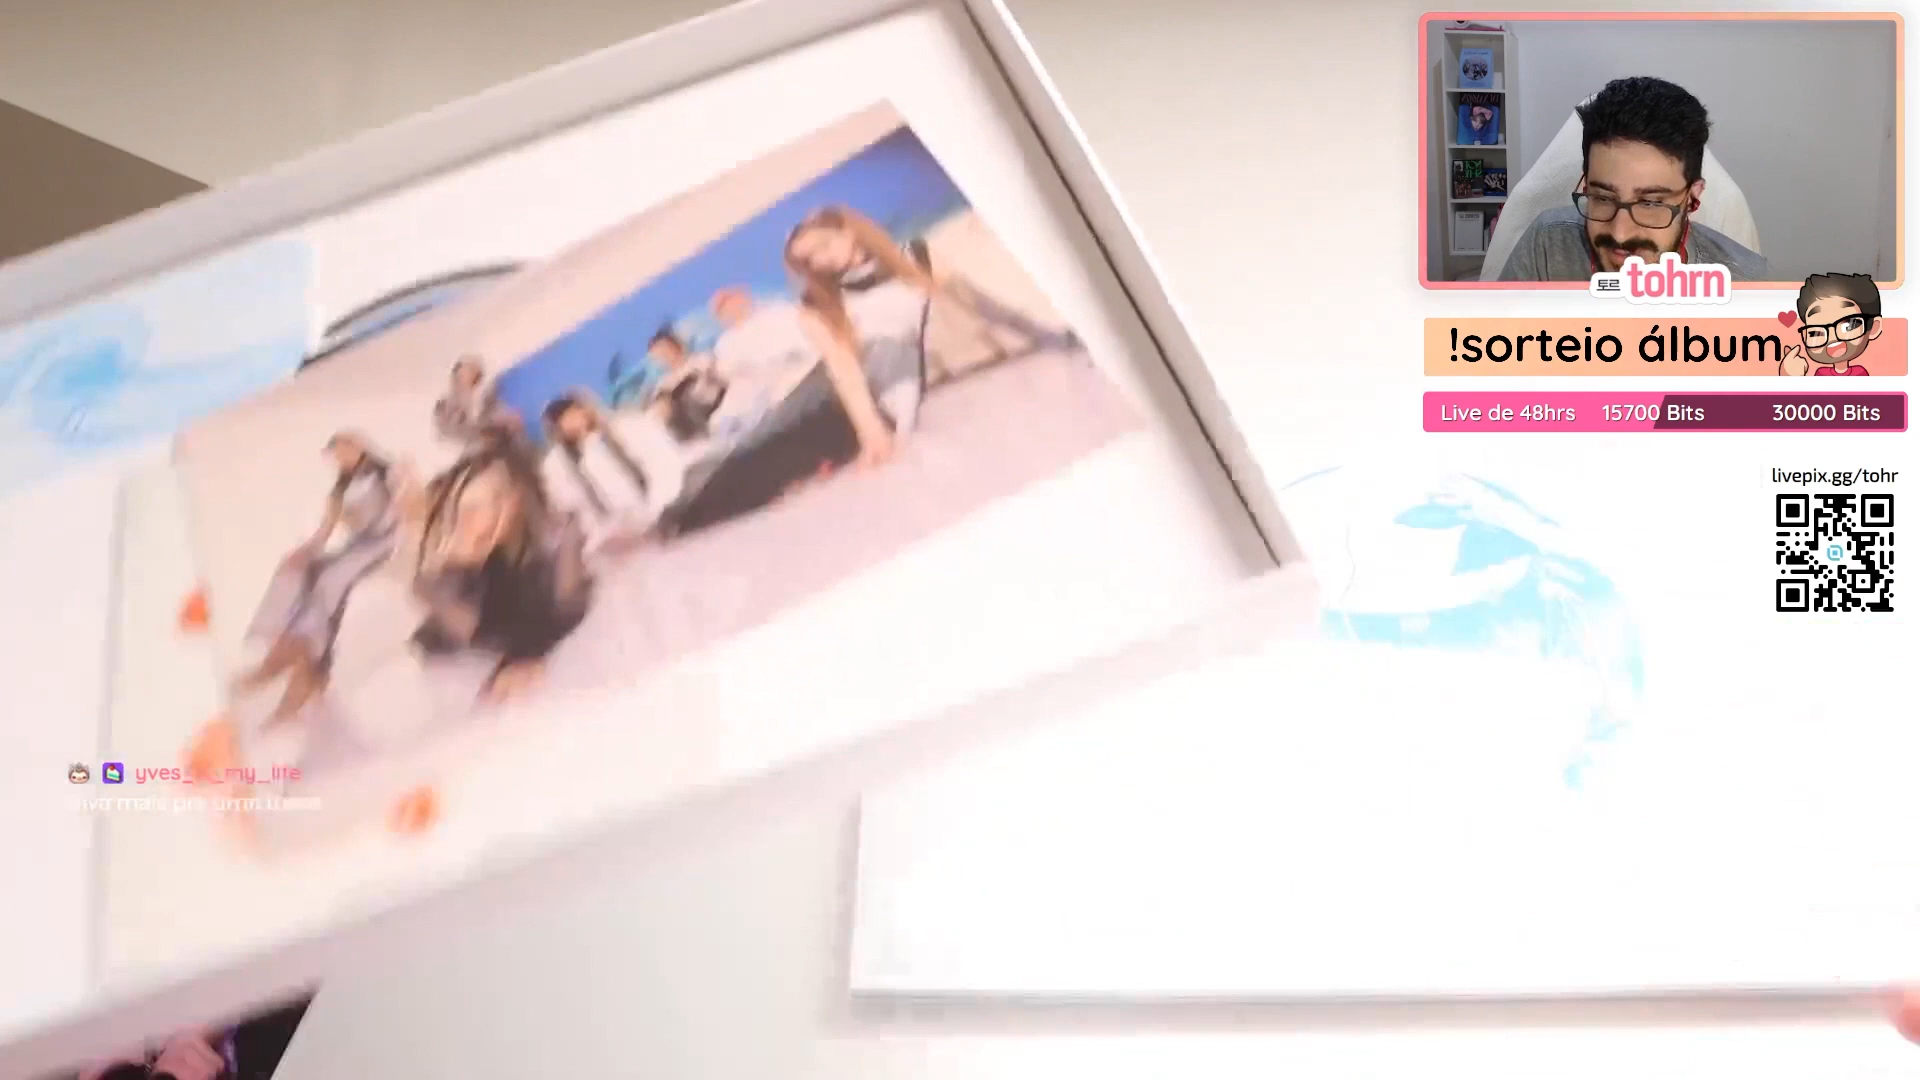 토르 tohrn
!sorteio álbum
Live de 48hrs 15700 Bits 30000 Bits
livepix.gg/tohr